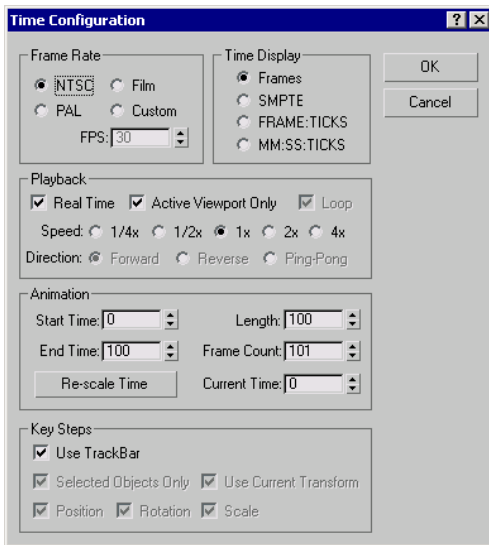 Time Configuration
Frame Rate
NTSC Film
PAL Custom
FPS: 30
Time Display
Frames
SMPTE
FRAME:TICKS
MM:SS:TICKS
OK
Cancel
Playback
Real Time Active Viewport Only Loop
Speed: 1/4x 1/2x 1x 2x 4x
Direction: Forward Reverse Ping-Pong
Animation
Start Time: 0 Length: 100
End Time: 100 Frame Count: 101
Re-scale Time Current Time: 0
Key Steps
Use TrackBar
Selected Objects Only Use Current Transform
Position Rotation Scale